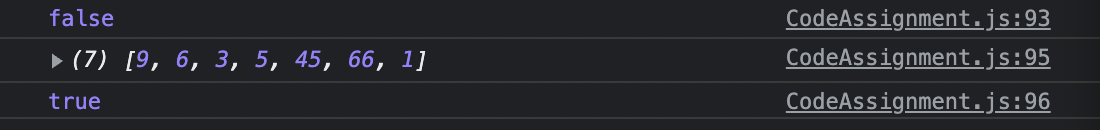 false CodeAssignment.js:93
▶ (7) [9, 6, 3, 5, 45, 66, 1] CodeAssignment.js:95
true CodeAssignment.js:96